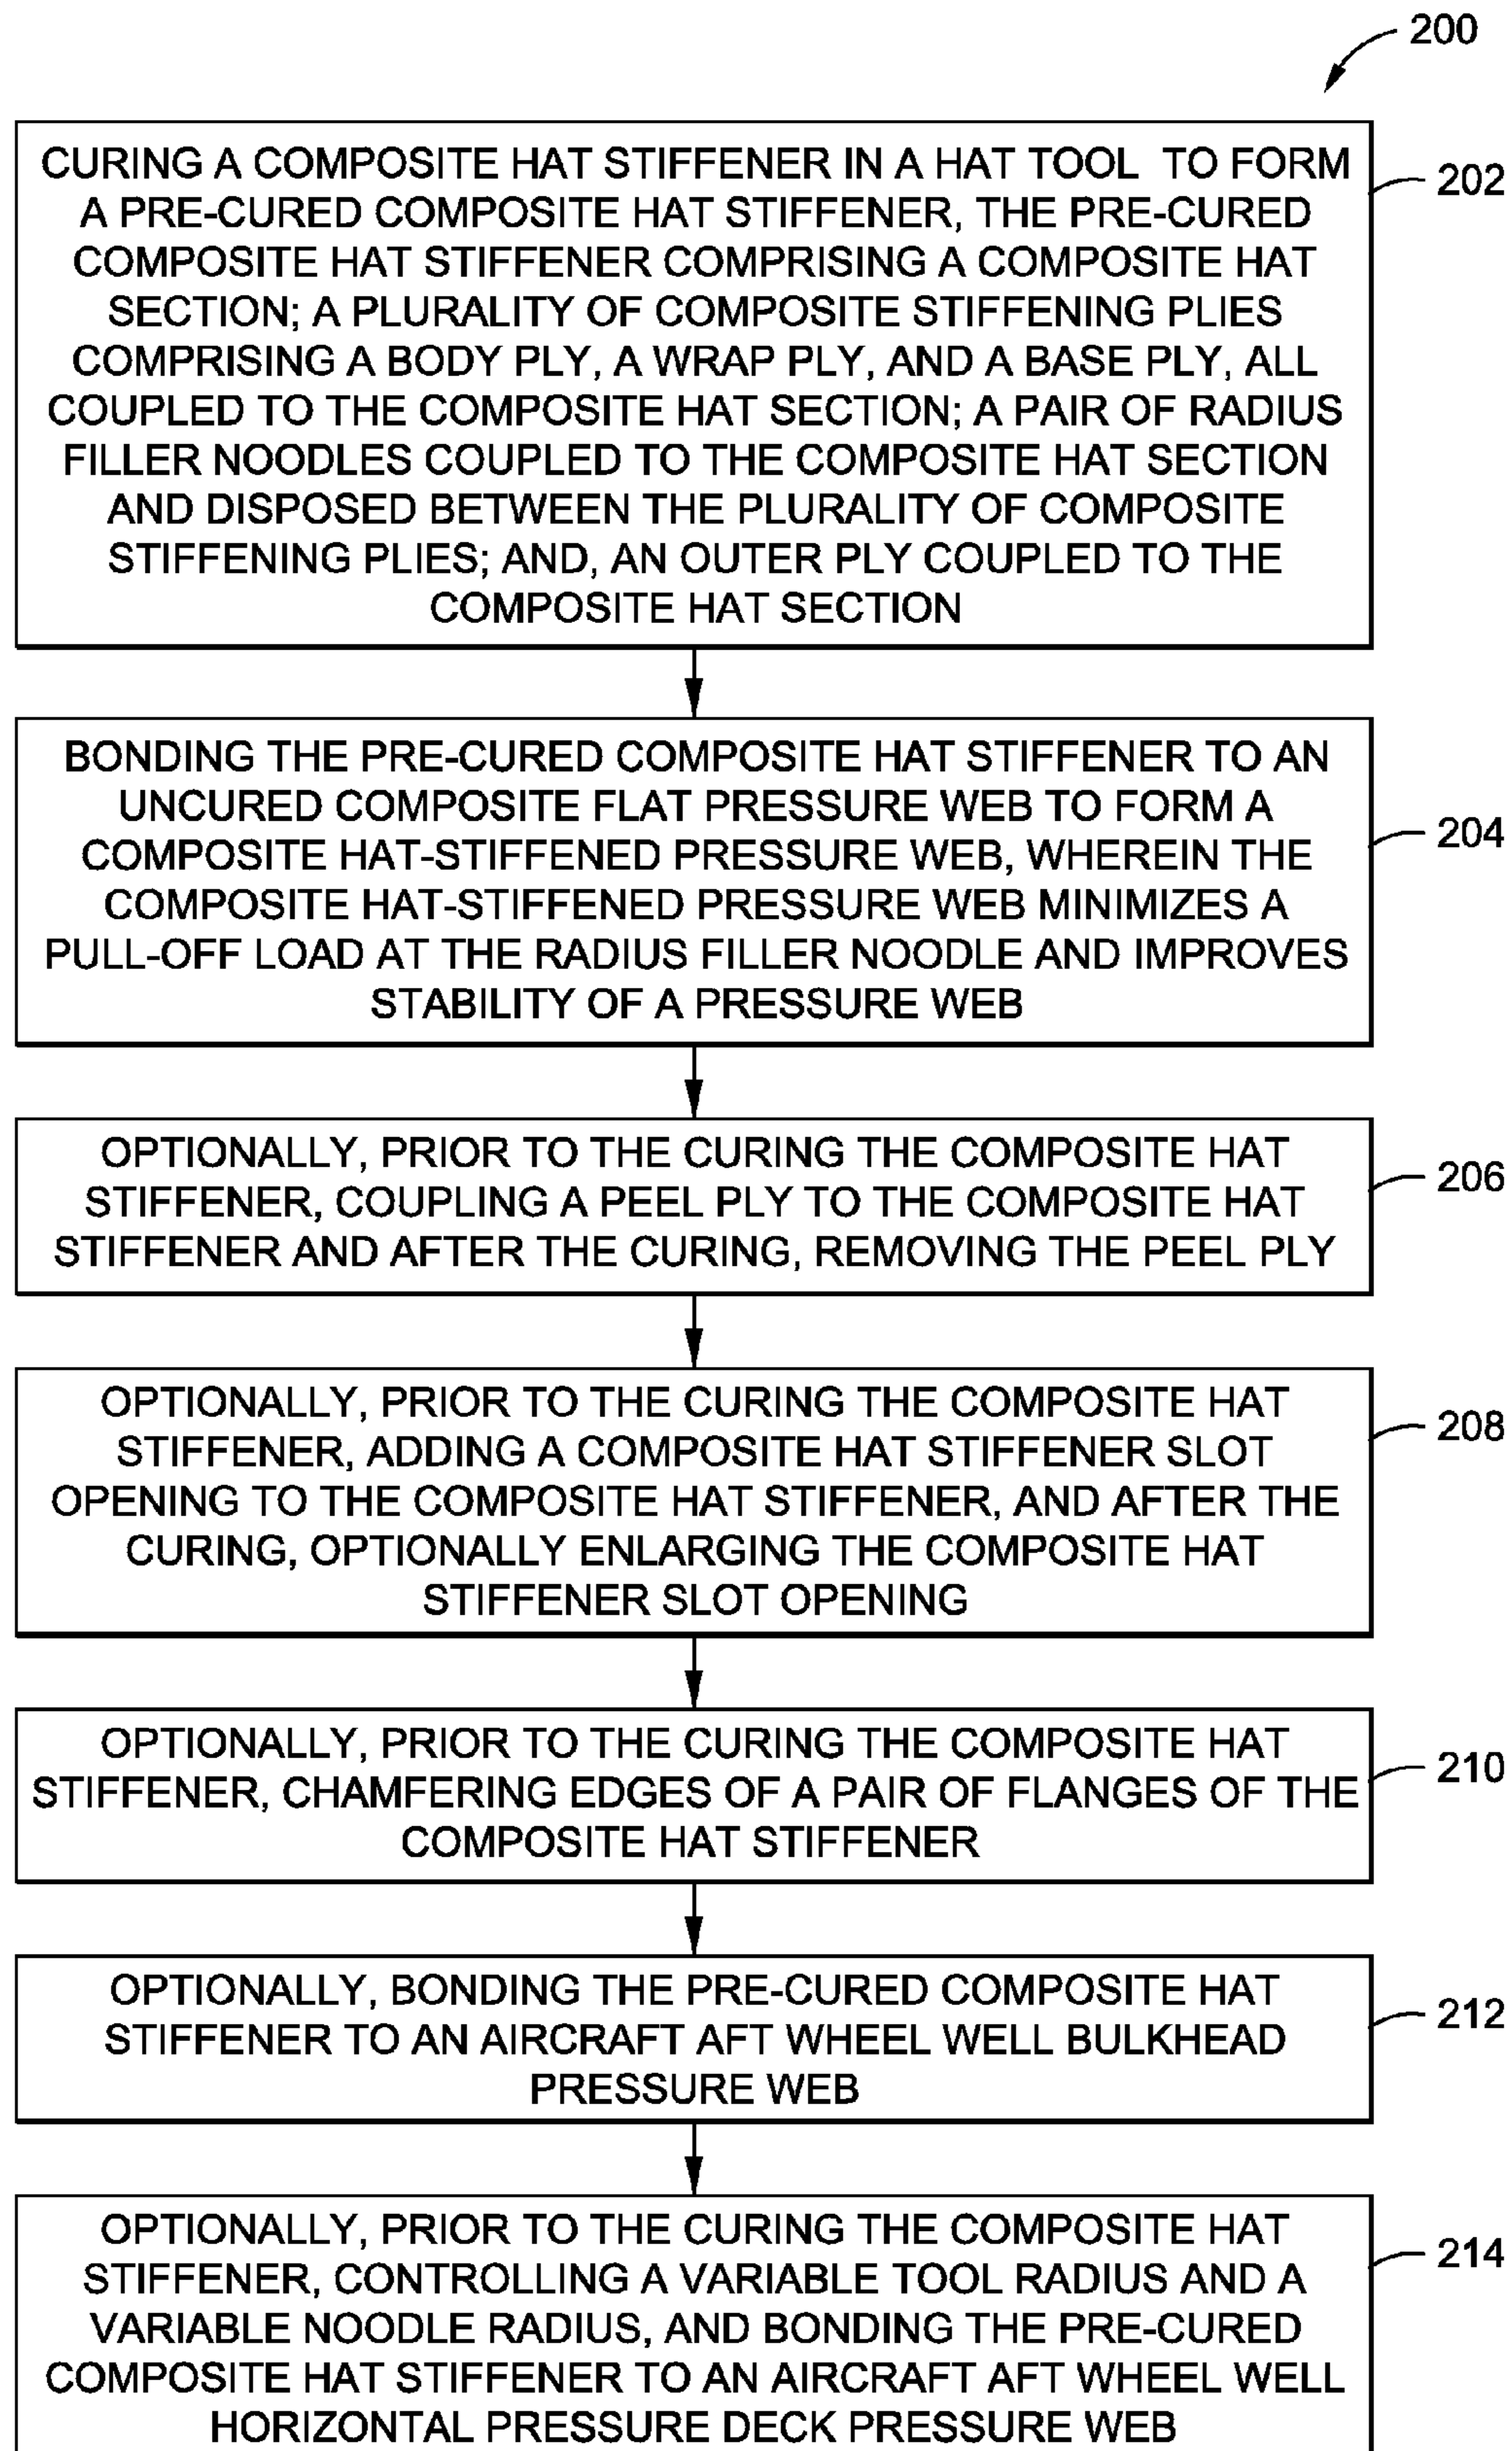 200
CURING A COMPOSITE HAT STIFFENER IN A HAT TOOL TO FORM
A PRE-CURED COMPOSITE HAT STIFFENER, THE PRE-CURED
COMPOSITE HAT STIFFENER COMPRISING A COMPOSITE HAT
SECTION; A PLURALITY OF COMPOSITE STIFFENING PLIES
COMPRISING A BODY PLY, A WRAP PLY, AND A BASE PLY, ALL
COUPLED TO THE COMPOSITE HAT SECTION; A PAIR OF RADIUS
FILLER NOODLES COUPLED TO THE COMPOSITE HAT SECTION
AND DISPOSED BETWEEN THE PLURALITY OF COMPOSITE
STIFFENING PLIES; AND, AN OUTER PLY COUPLED TO THE
COMPOSITE HAT SECTION
202
BONDING THE PRE-CURED COMPOSITE HAT STIFFENER TO AN
UNCURED COMPOSITE FLAT PRESSURE WEB TO FORM A
COMPOSITE HAT-STIFFENED PRESSURE WEB, WHEREIN THE
COMPOSITE HAT-STIFFENED PRESSURE WEB MINIMIZES A
PULL-OFF LOAD AT THE RADIUS FILLER NOODLE AND IMPROVES
STABILITY OF A PRESSURE WEB
204
OPTIONALLY, PRIOR TO THE CURING THE COMPOSITE HAT
STIFFENER, COUPLING A PEEL PLY TO THE COMPOSITE HAT
STIFFENER AND AFTER THE CURING, REMOVING THE PEEL PLY
206
OPTIONALLY, PRIOR TO THE CURING THE COMPOSITE HAT
STIFFENER, ADDING A COMPOSITE HAT STIFFENER SLOT
OPENING TO THE COMPOSITE HAT STIFFENER, AND AFTER THE
CURING, OPTIONALLY ENLARGING THE COMPOSITE HAT
STIFFENER SLOT OPENING
208
OPTIONALLY, PRIOR TO THE CURING THE COMPOSITE HAT
STIFFENER, CHAMFERING EDGES OF A PAIR OF FLANGES OF THE
COMPOSITE HAT STIFFENER
210
OPTIONALLY, BONDING THE PRE-CURED COMPOSITE HAT
STIFFENER TO AN AIRCRAFT AFT WHEEL WELL BULKHEAD
PRESSURE WEB
212
OPTIONALLY, PRIOR TO THE CURING THE COMPOSITE HAT
STIFFENER, CONTROLLING A VARIABLE TOOL RADIUS AND A
VARIABLE NOODLE RADIUS, AND BONDING THE PRE-CURED
COMPOSITE HAT STIFFENER TO AN AIRCRAFT AFT WHEEL WELL
HORIZONTAL PRESSURE DECK PRESSURE WEB
214